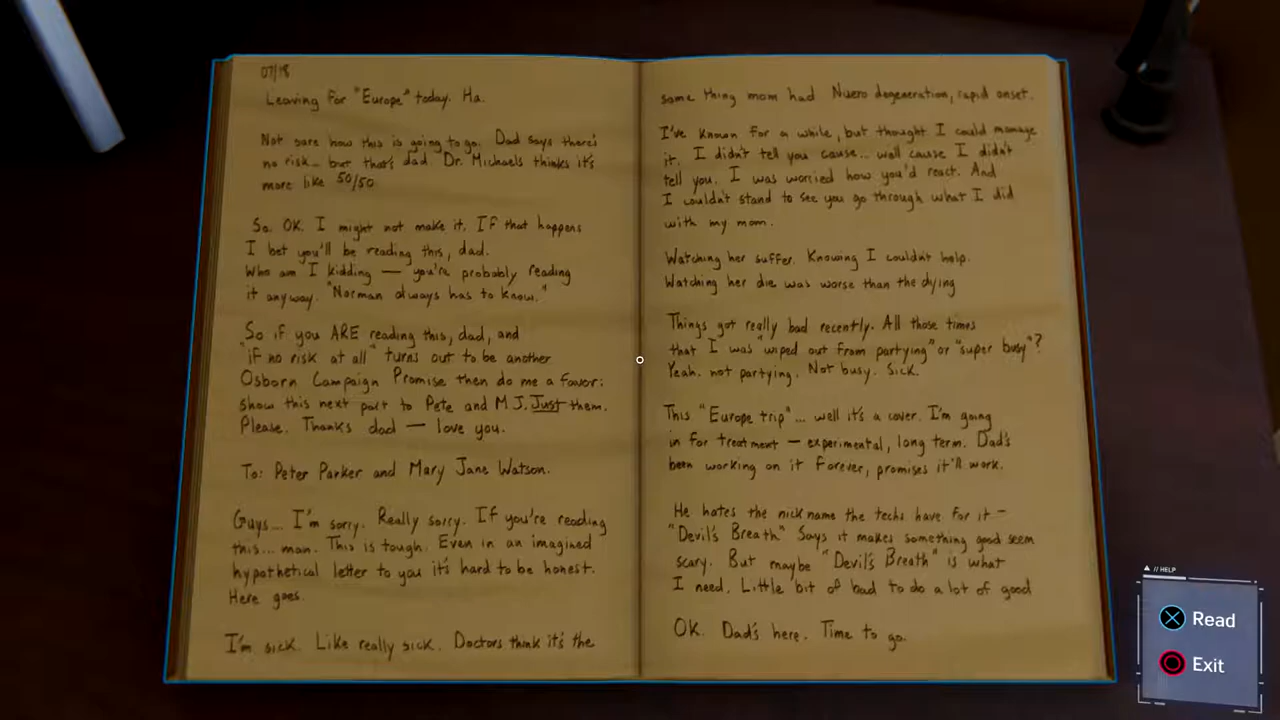 07/18
Leaving for "Europe" today. Ha.
Not sure how this is going to go. Dad says there's
no risk... but that's dad. Dr. Michaels thinks it's
more like 50/50
So. OK. I might not make it. IF that happens
I bet you'll be reading this, dad.
Who am I kidding — you're probably reading
it anyway. "Norman always has to know."
So if you ARE reading this, dad, and
"if no risk at all" turns out to be another
Osborn Campaign Promise then do me a favor:
show this next part to Pete and MJ. Just them.
Please. Thanks dad — love you.
To: Peter Parker and Mary Jane Watson.
Guys... I'm sorry. Really sorry. If you're reading
this... man. This is tough. Even in an imagined
hypothetical letter to you it's hard to be honest.
Here goes.
I'm sick. Like really sick. Doctors think it's the
same thing mom had Nuero degeneration, rapid onset.
I've known for a while, but thought I could manage
it. I didn't tell you cause... well cause I didn't
tell you. I was worried how you'd react. And
I couldn't stand to see you go through what I did
with my mom.
Watching her suffer. Knowing I couldn't help.
Watching her die was worse than the dying
Things got really bad recently. All those times
that I was "wiped out from partying" or "super busy"?
Yeah. not partying. Not busy. Sick.
This "Europe trip"... well it's a cover. I'm going
in for treatment — experimental, long term. Dad's
been working on it forever, promises it'll work.
He hates the nickname the techs have for it —
"Devil's Breath" Says it makes something good seem
scary. But maybe "Devil's Breath" is what
I need. Little bit of bad to do a lot of good
OK. Dad's here. Time to go.
// HELP
Read
Exit